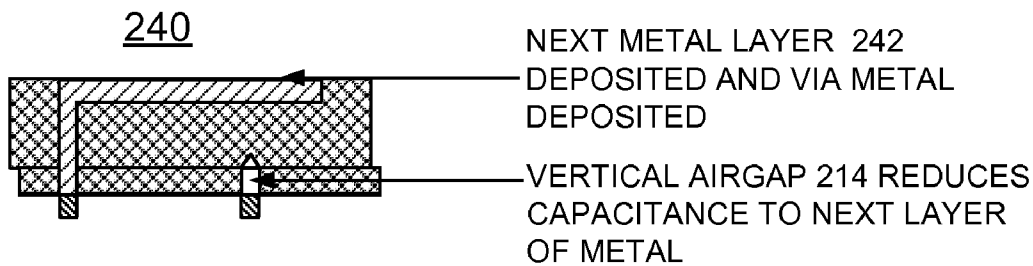 240
NEXT METAL LAYER 242
DEPOSITED AND VIA METAL
DEPOSITED
VERTICAL AIRGAP 214 REDUCES
CAPACITANCE TO NEXT LAYER
OF METAL